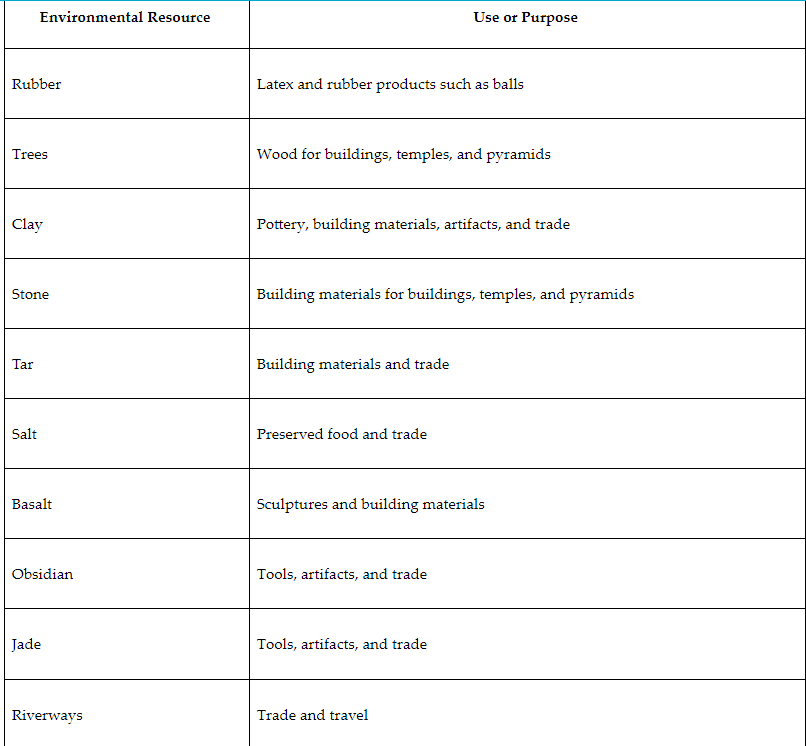 Environmental Resource Use or Purpose
Rubber Latex and rubber products such as balls
Trees Wood for buildings, temples, and pyramids
Clay Pottery, building materials, artifacts, and trade
Stone Building materials for buildings, temples, and pyramids
Tar Building materials and trade
Salt Preserved food and trade
Basalt Sculptures and building materials
Obsidian Tools, artifacts, and trade
Jade Tools, artifacts, and trade
Riverways Trade and travel